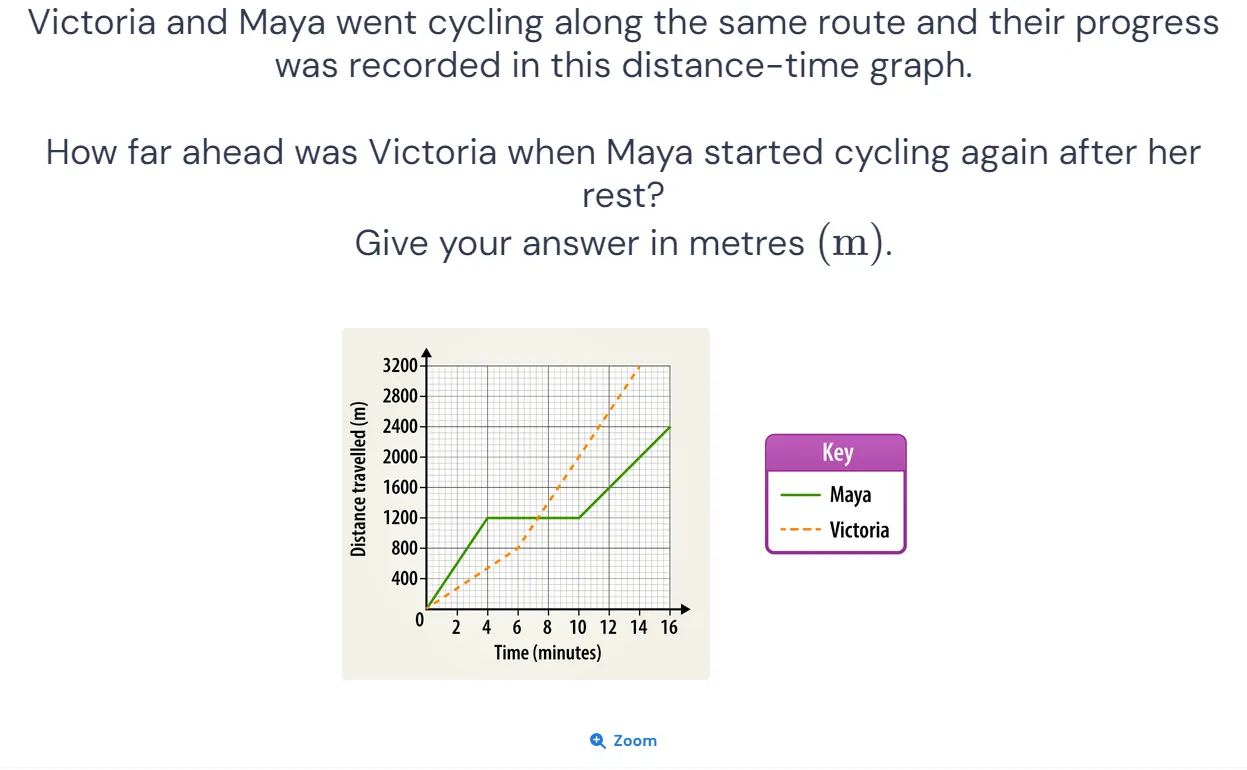 Victoria and Maya went cycling along the same route and their progress
was recorded in this distance-time graph.
How far ahead was Victoria when Maya started cycling again after her
rest?
Give your answer in metres (m).
Distance travelled (m)
3200
2800
2400
2000
1600
1200
800
400
0
2 4 6 8 10 12 14 16
Time (minutes)
Key
Maya
Victoria
Zoom